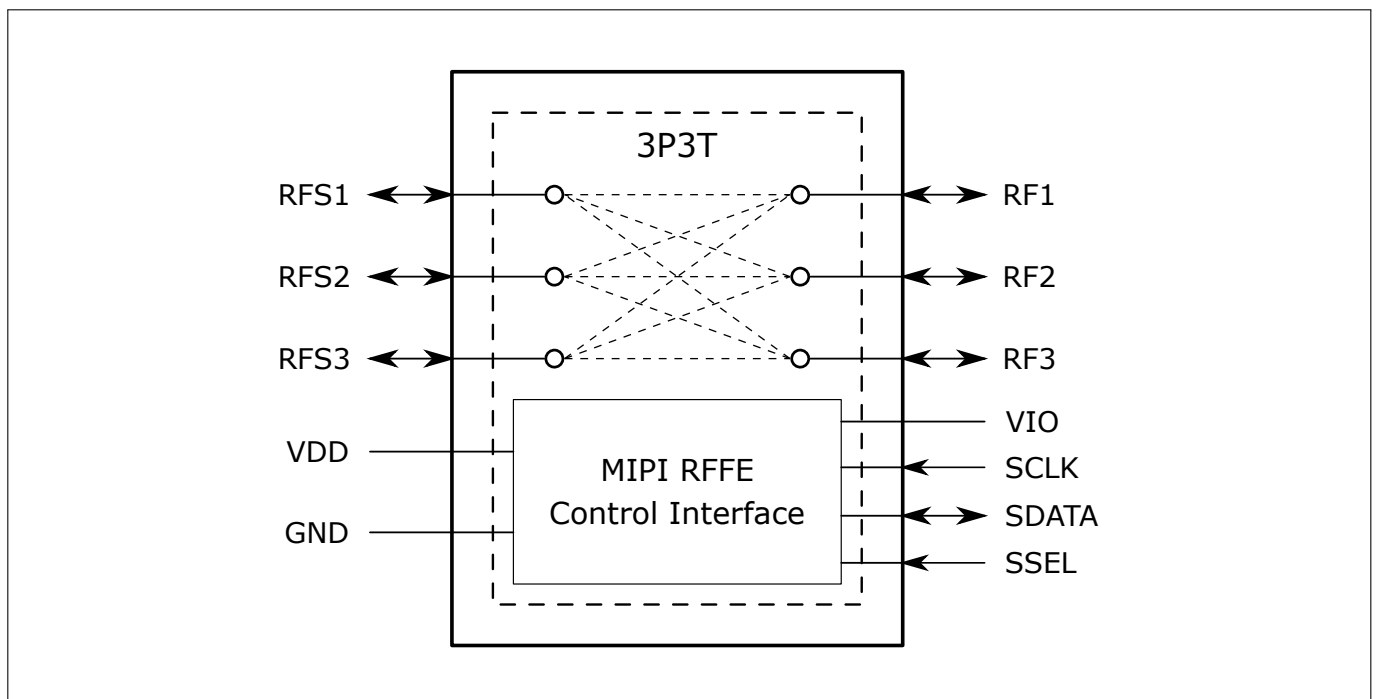 3P3T
RFS1
RF1
RFS2
RF2
RFS3
RF3
VDD
GND
MIPI RFFE
Control Interface
VIO
SCLK
SDATA
SSEL